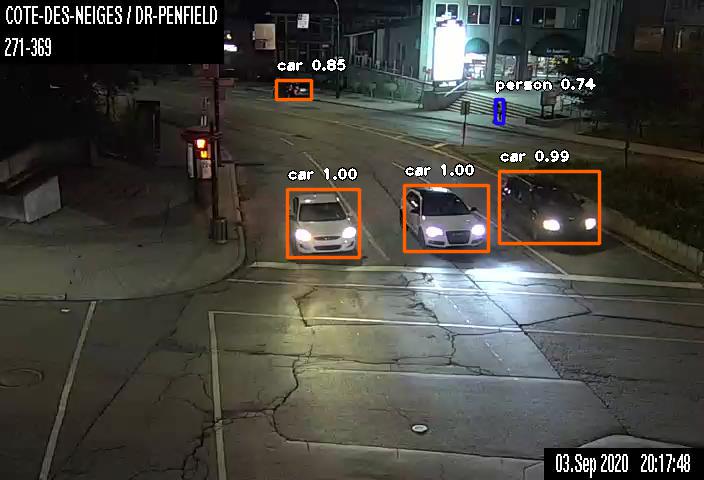 COTE-DES-NEIGES / DR-PENFIELD
271-369
car 0.85
person 0.74
car 1.00
car 1.00
car 0.99
03.Sep 2020 20:17:48